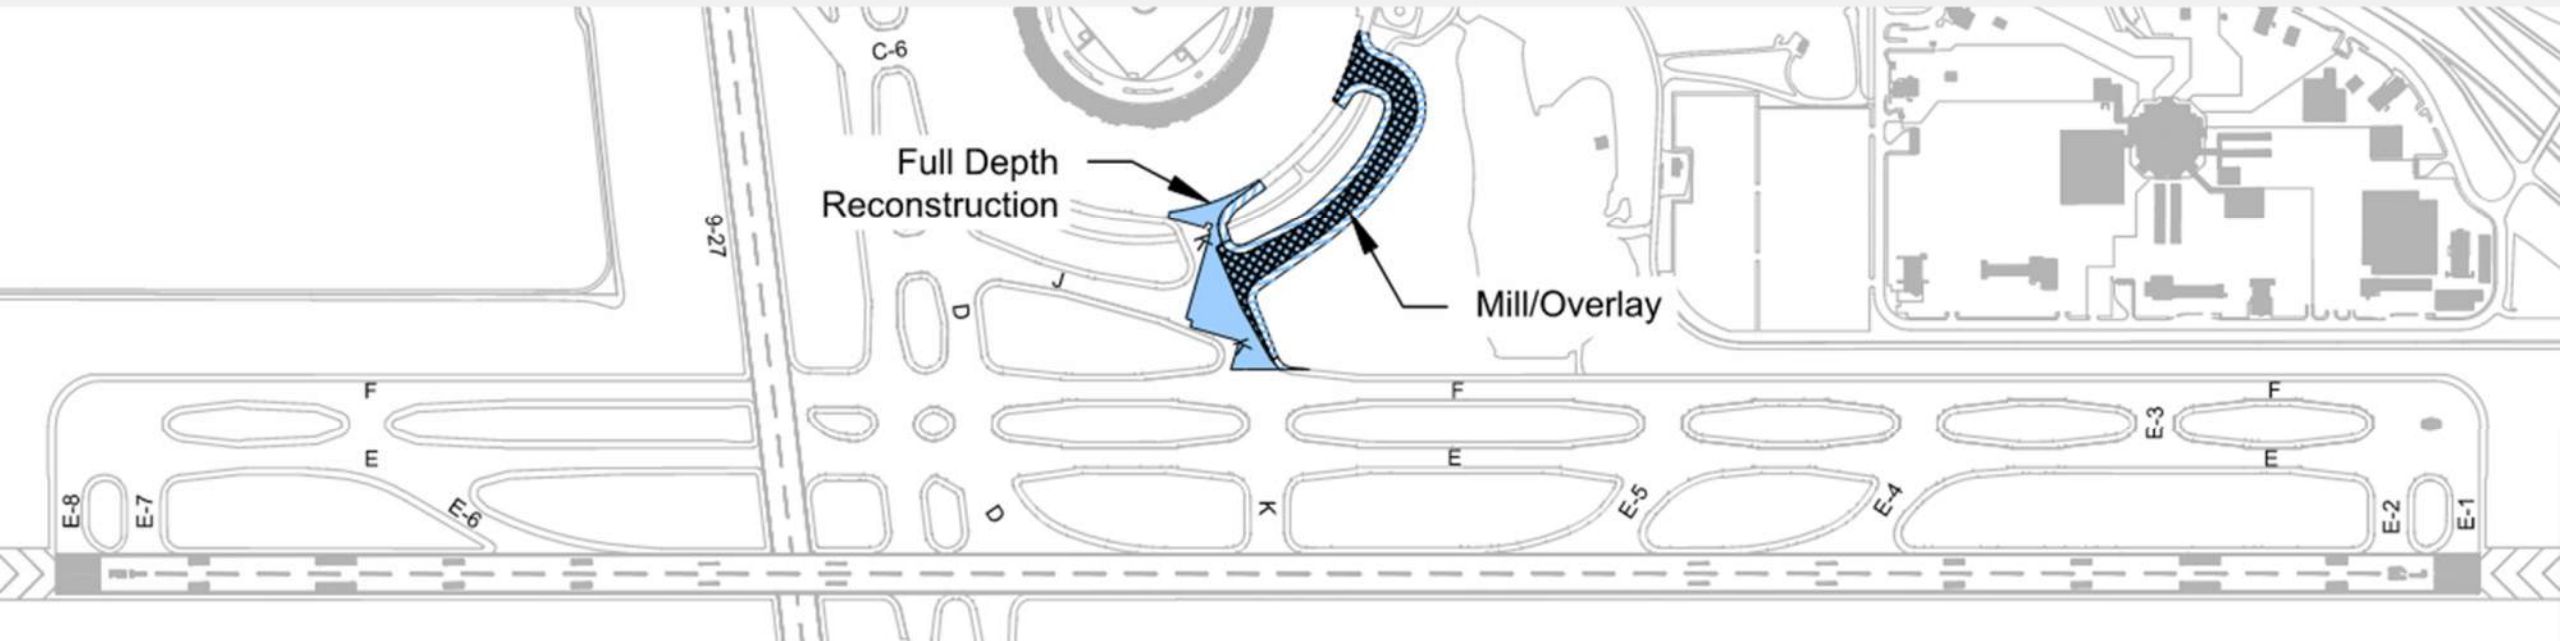 C-6
Full Depth
Reconstruction
9-27
K
J
D
Mill/Overlay
K
F
F
F
E-3
E
E
E
E-8
E-7
E-6
D
K
E-5
E-4
E-2
E-1